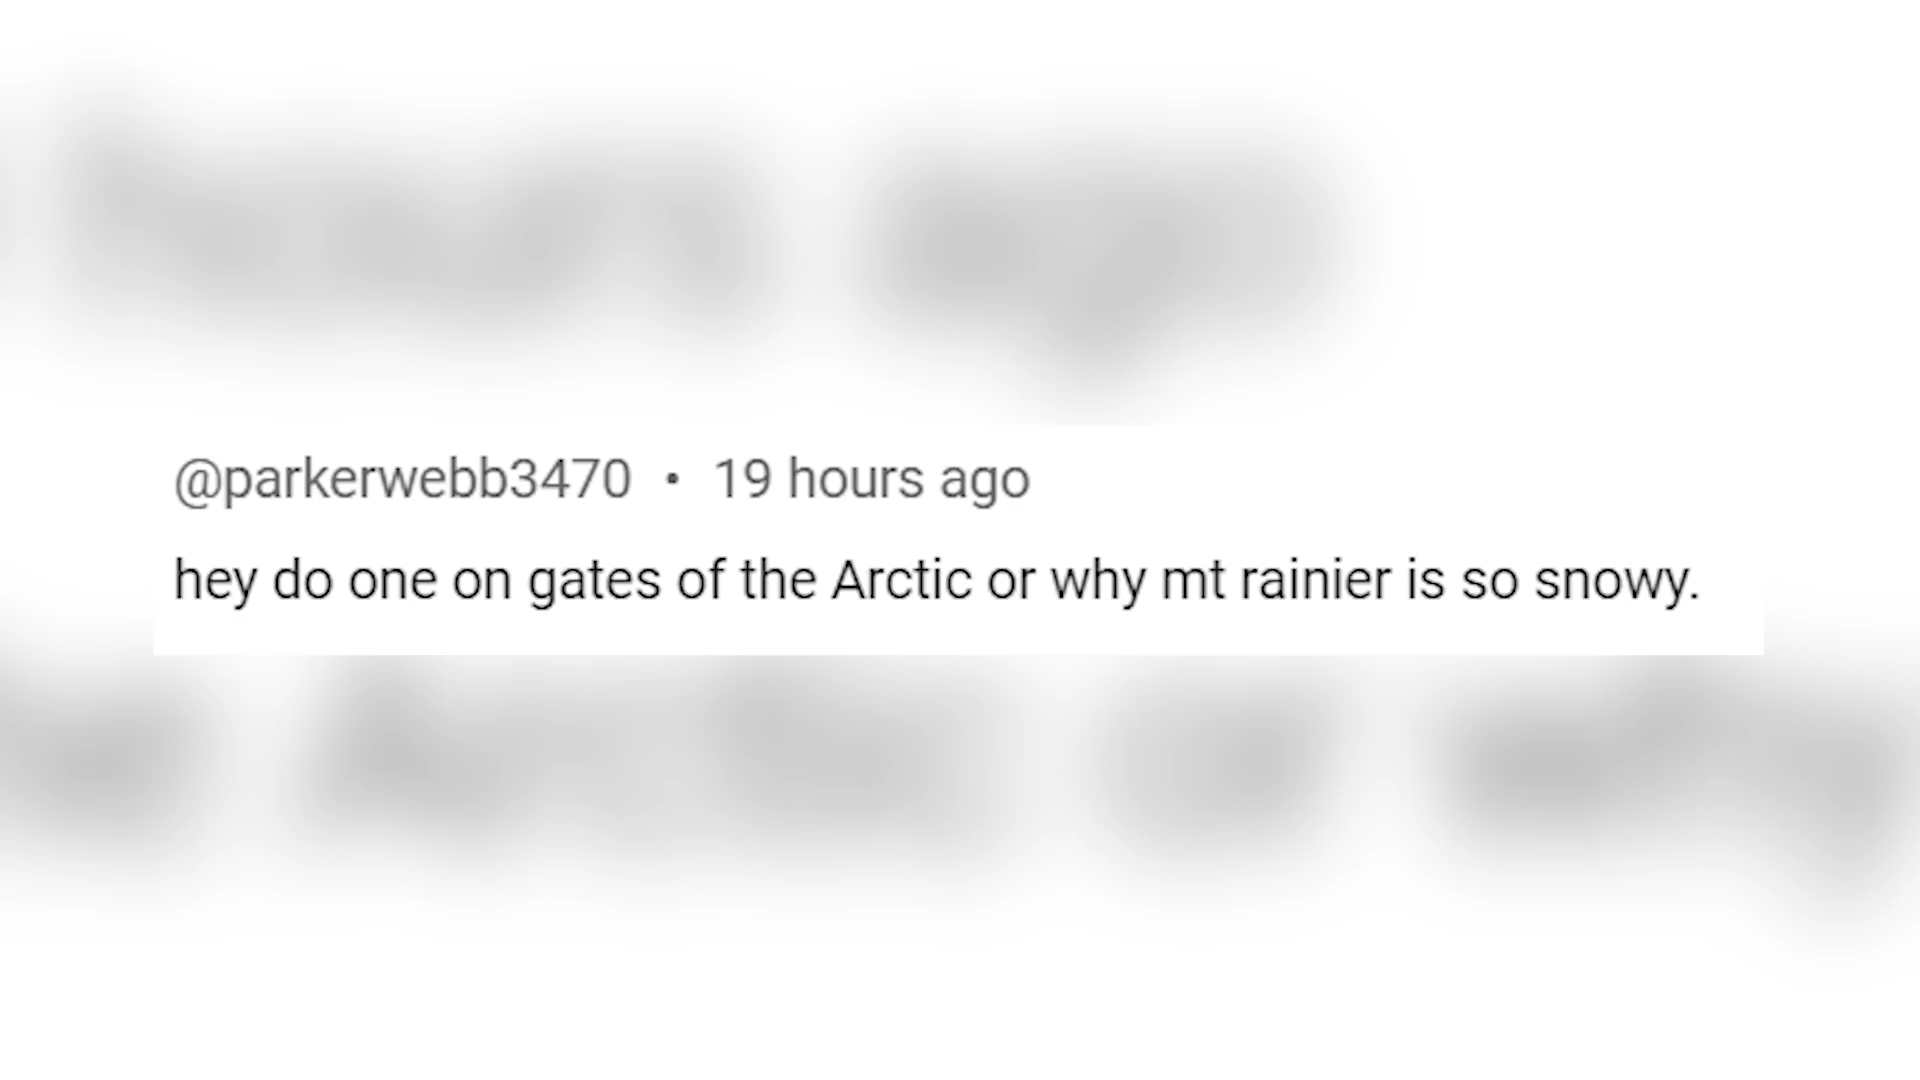 @parkerwebb3470 • 19 hours ago
hey do one on gates of the Arctic or why mt rainier is so snowy.